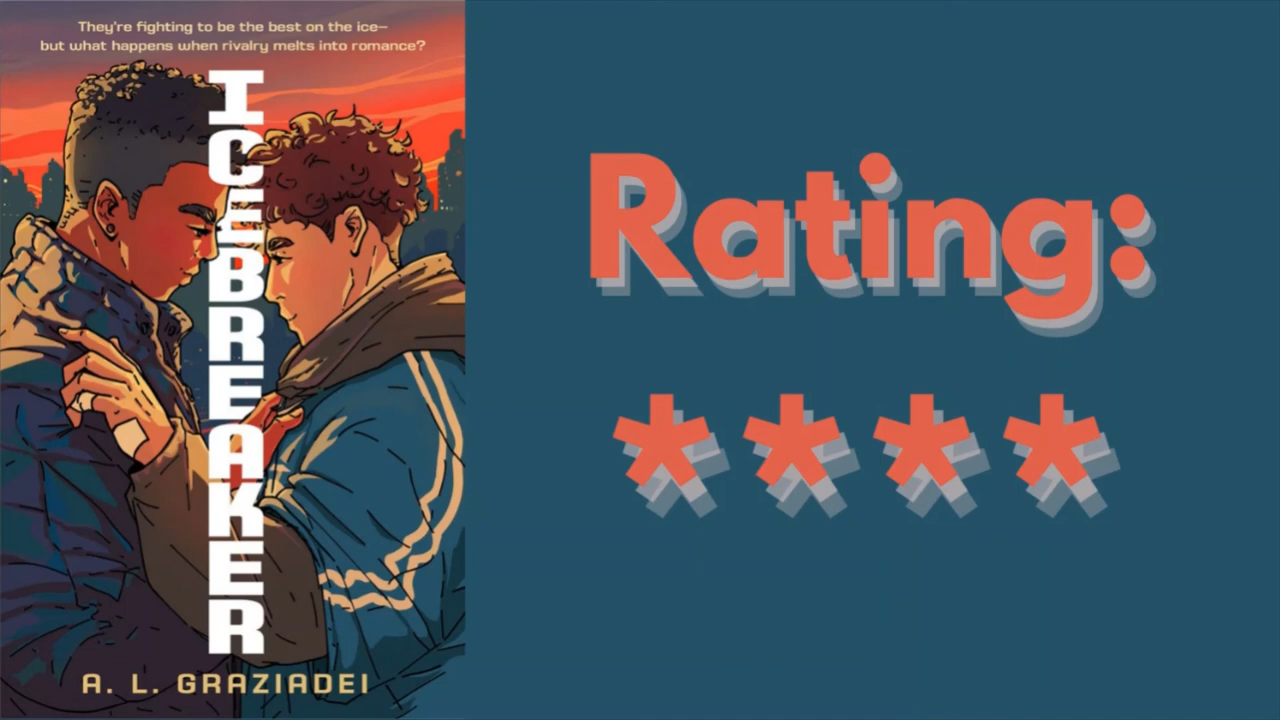 They're fighting to be the best on the ice—
but what happens when rivalry melts into romance?
ICEBREAKER
A. L. GRAZIADEI
Rating:
****